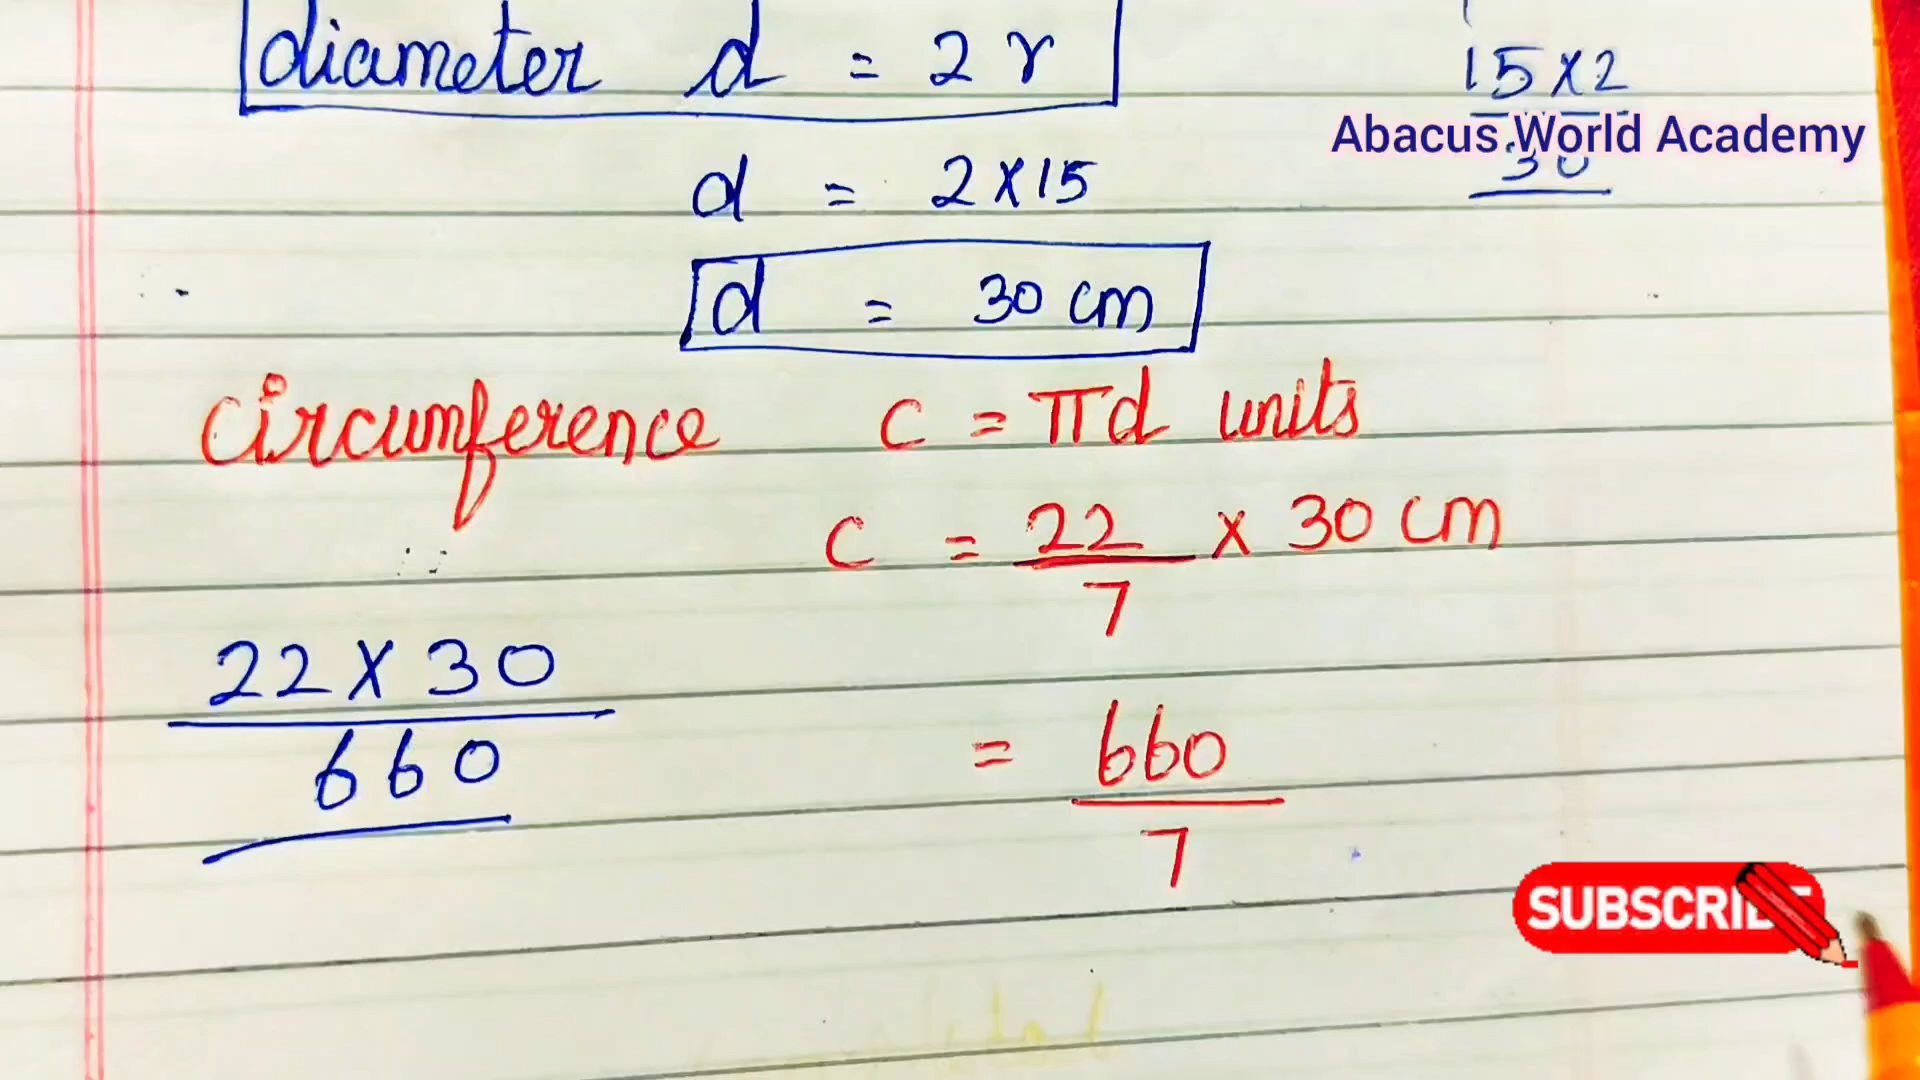 diameter d = 2r
15 x 2
Abacus World Academy
30
d = 2 x 15
d = 30 cm
circumference c = πd units
c = 22/7 x 30 cm
22 x 30
660
= 660/7
SUBSCRIBE